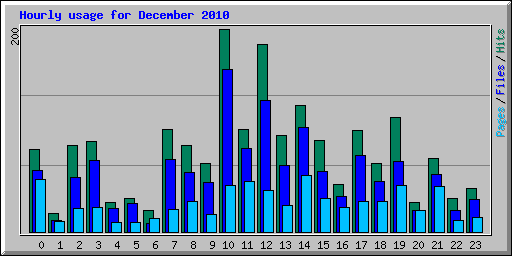 Hourly usage for December 2010
200
Pages / Files / Hits
0 1 2 3 4 5 6 7 8 9 10 11 12 13 14 15 16 17 18 19 20 21 22 23